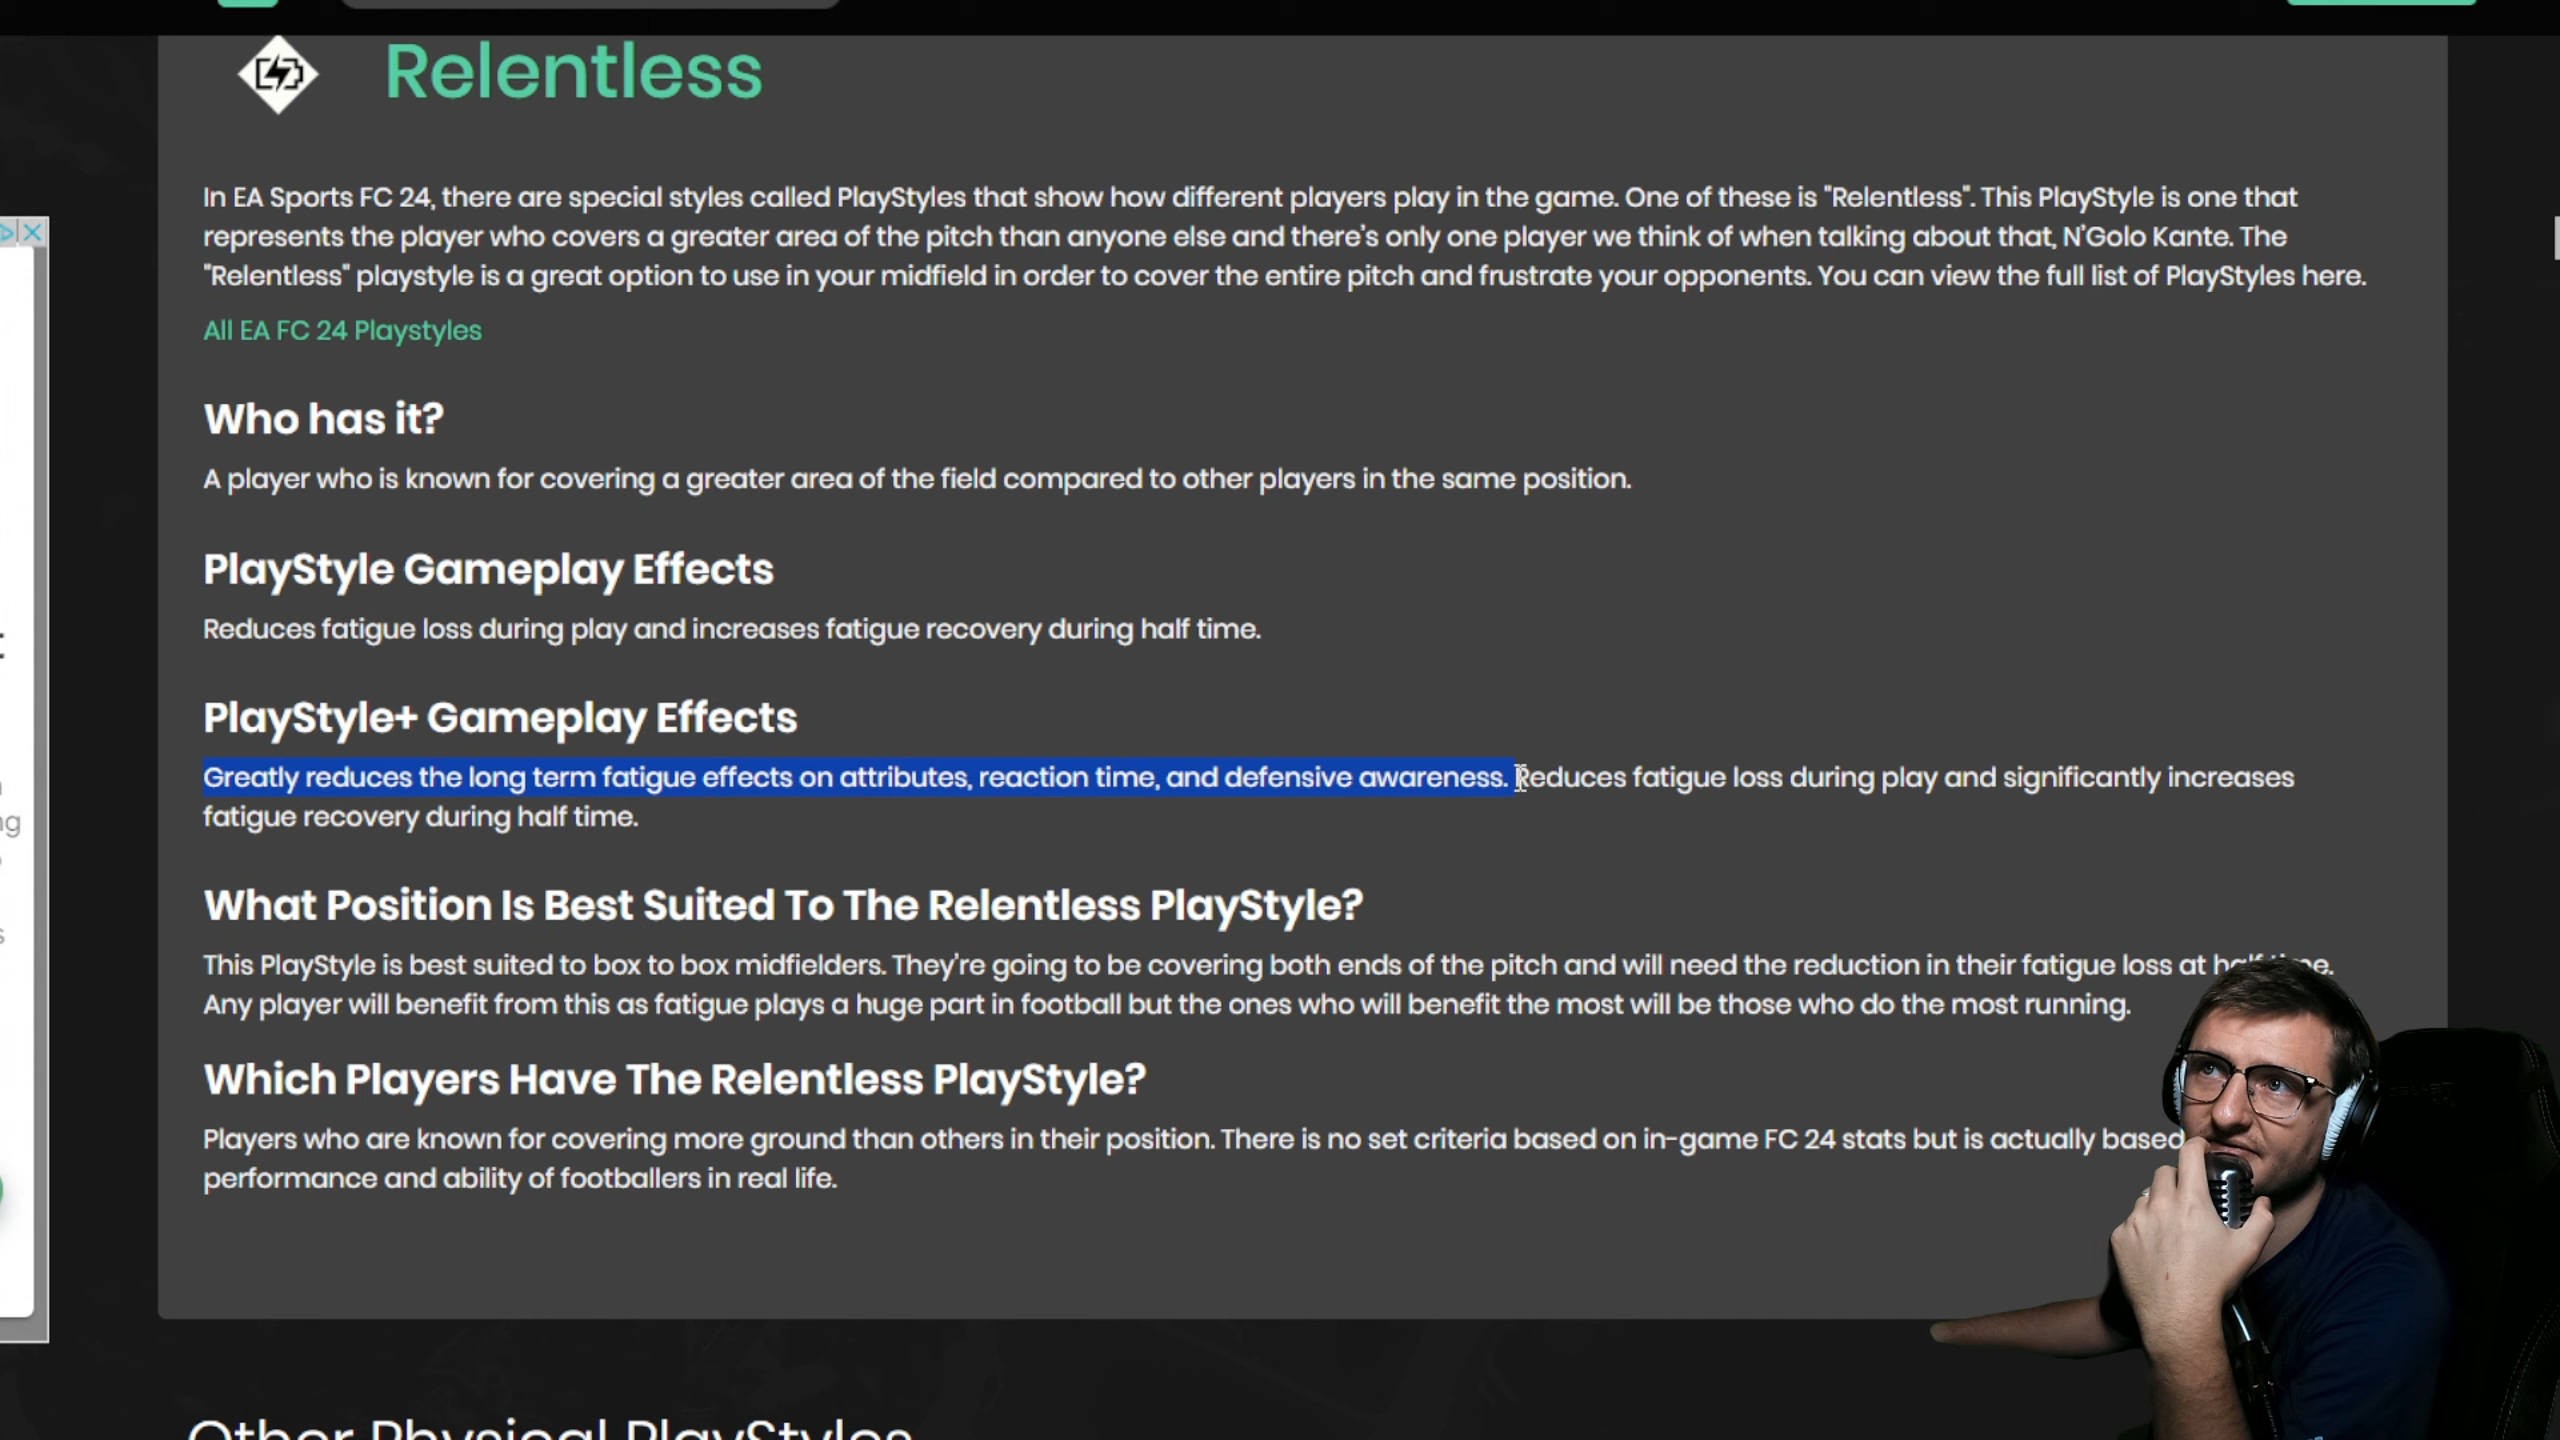 Relentless
In EA Sports FC 24, there are special styles called PlayStyles that show how different players play in the game. One of these is "Relentless". This PlayStyle is one that
represents the player who covers a greater area of the pitch than anyone else and there's only one player we think of when talking about that, N'Golo Kante. The
"Relentless" playstyle is a great option to use in your midfield in order to cover the entire pitch and frustrate your opponents. You can view the full list of PlayStyles here.
All EA FC 24 Playstyles
Who has it?
A player who is known for covering a greater area of the field compared to other players in the same position.
PlayStyle Gameplay Effects
Reduces fatigue loss during play and increases fatigue recovery during half time.
PlayStyle+ Gameplay Effects
Greatly reduces the long term fatigue effects on attributes, reaction time, and defensive awareness. Reduces fatigue loss during play and significantly increases
fatigue recovery during half time.
What Position Is Best Suited To The Relentless PlayStyle?
This PlayStyle is best suited to box to box midfielders. They're going to be covering both ends of the pitch and will need the reduction in their fatigue loss at half time.
Any player will benefit from this as fatigue plays a huge part in football but the ones who will benefit the most will be those who do the most running.
Which Players Have The Relentless PlayStyle?
Players who are known for covering more ground than others in their position. There is no set criteria based on in-game FC 24 stats but is actually based
performance and ability of footballers in real life.
Other Physical PlayStyles